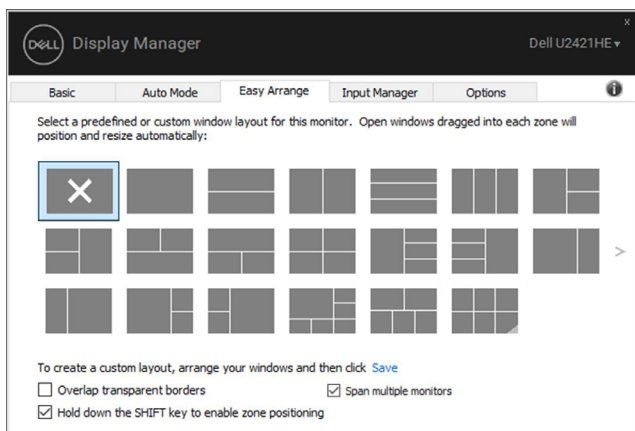 x
DELL Display Manager Dell U2421HE
Basic Auto Mode Easy Arrange Input Manager Options i
Select a predefined or custom window layout for this monitor. Open windows dragged into each zone will
position and resize automatically:
To create a custom layout, arrange your windows and then click Save
Overlap transparent borders Span multiple monitors
Hold down the SHIFT key to enable zone positioning